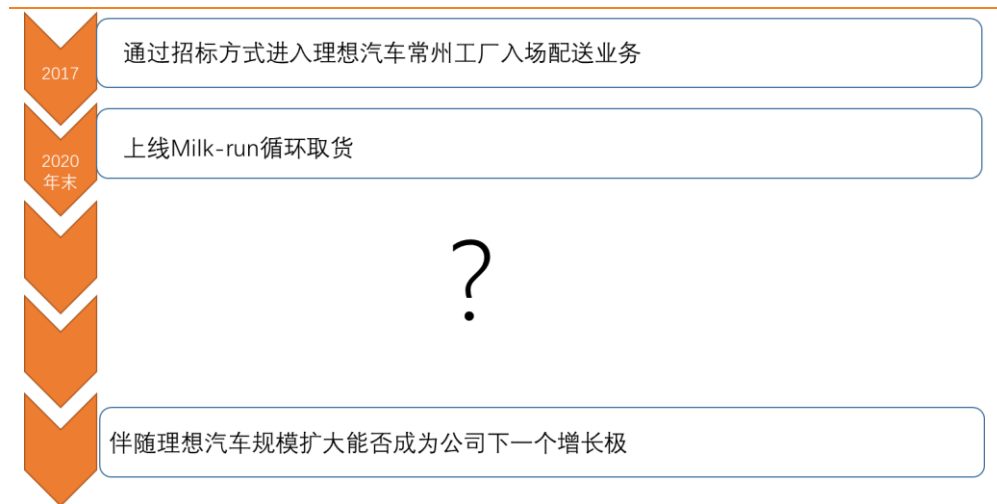 2017
通过招标方式进入理想汽车常州工厂入场配送业务
2020
年末
上线Milk-run循环取货
?
伴随理想汽车规模扩大能否成为公司下一个增长极